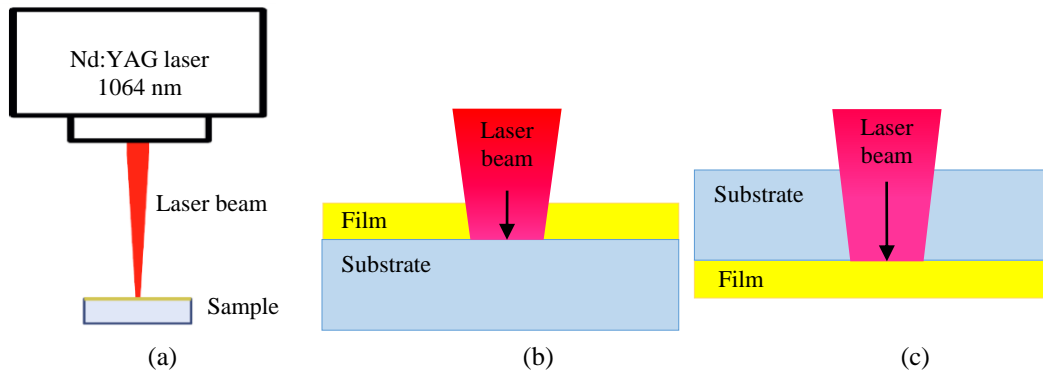 Nd:YAG laser
1064 nm
Laser beam
Sample
(a)
Laser
beam
Film
Substrate
(b)
Laser
beam
Substrate
Film
(c)